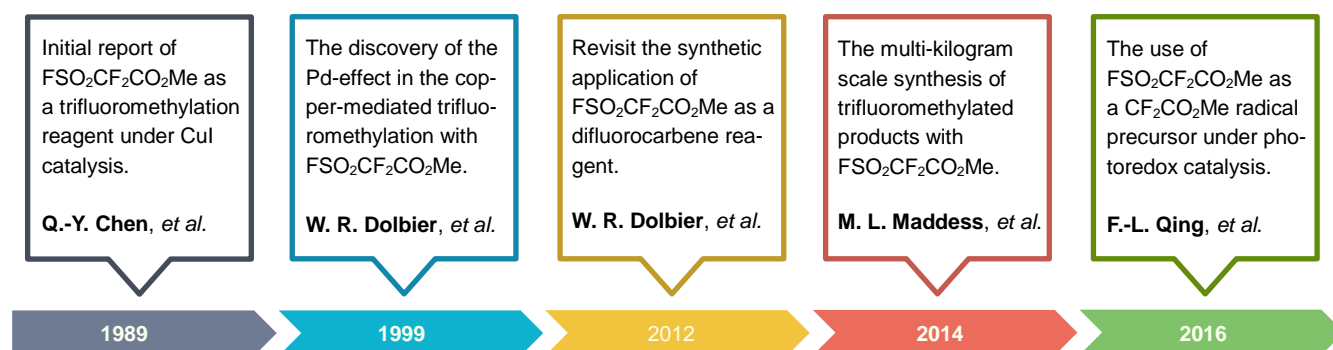 Initial report of
FSO₂CF₂CO₂Me as
a trifluoromethylation
reagent under CuI
catalysis.
Q.-Y. Chen, et al.
The discovery of the
Pd-effect in the cop-
per-mediated trifluo-
romethylation with
FSO₂CF₂CO₂Me.
W. R. Dolbier, et al.
Revisit the synthetic
application of
FSO₂CF₂CO₂Me as a
difluorocarbene rea-
gent.
W. R. Dolbier, et al.
The multi-kilogram
scale synthesis of
trifluoromethylated
products with
FSO₂CF₂CO₂Me.
M. L. Maddess, et al.
The use of
FSO₂CF₂CO₂Me as
a CF₂CO₂Me radical
precursor under pho-
toredox catalysis.
F.-L. Qing, et al.
1989
1999
2012
2014
2016